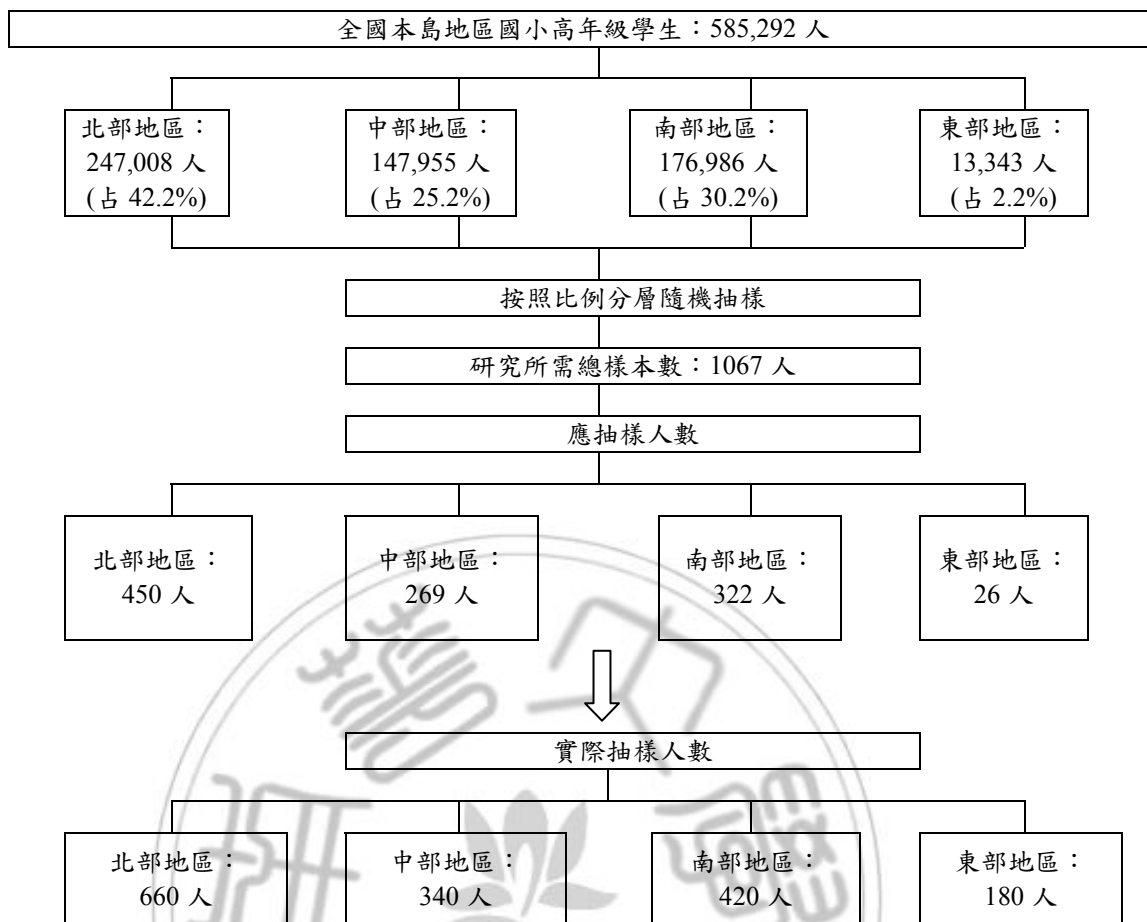 全國本島地區國小高年級學生：585,292 人
北部地區：
247,008 人
(占 42.2%)
中部地區：
147,955 人
(占 25.2%)
南部地區：
176,986 人
(占 30.2%)
東部地區：
13,343 人
(占 2.2%)
按照比例分層隨機抽樣
研究所需總樣本數：1067 人
應抽樣人數
北部地區：
450 人
中部地區：
269 人
南部地區：
322 人
東部地區：
26 人
實際抽樣人數
北部地區：
660 人
中部地區：
340 人
南部地區：
420 人
東部地區：
180 人